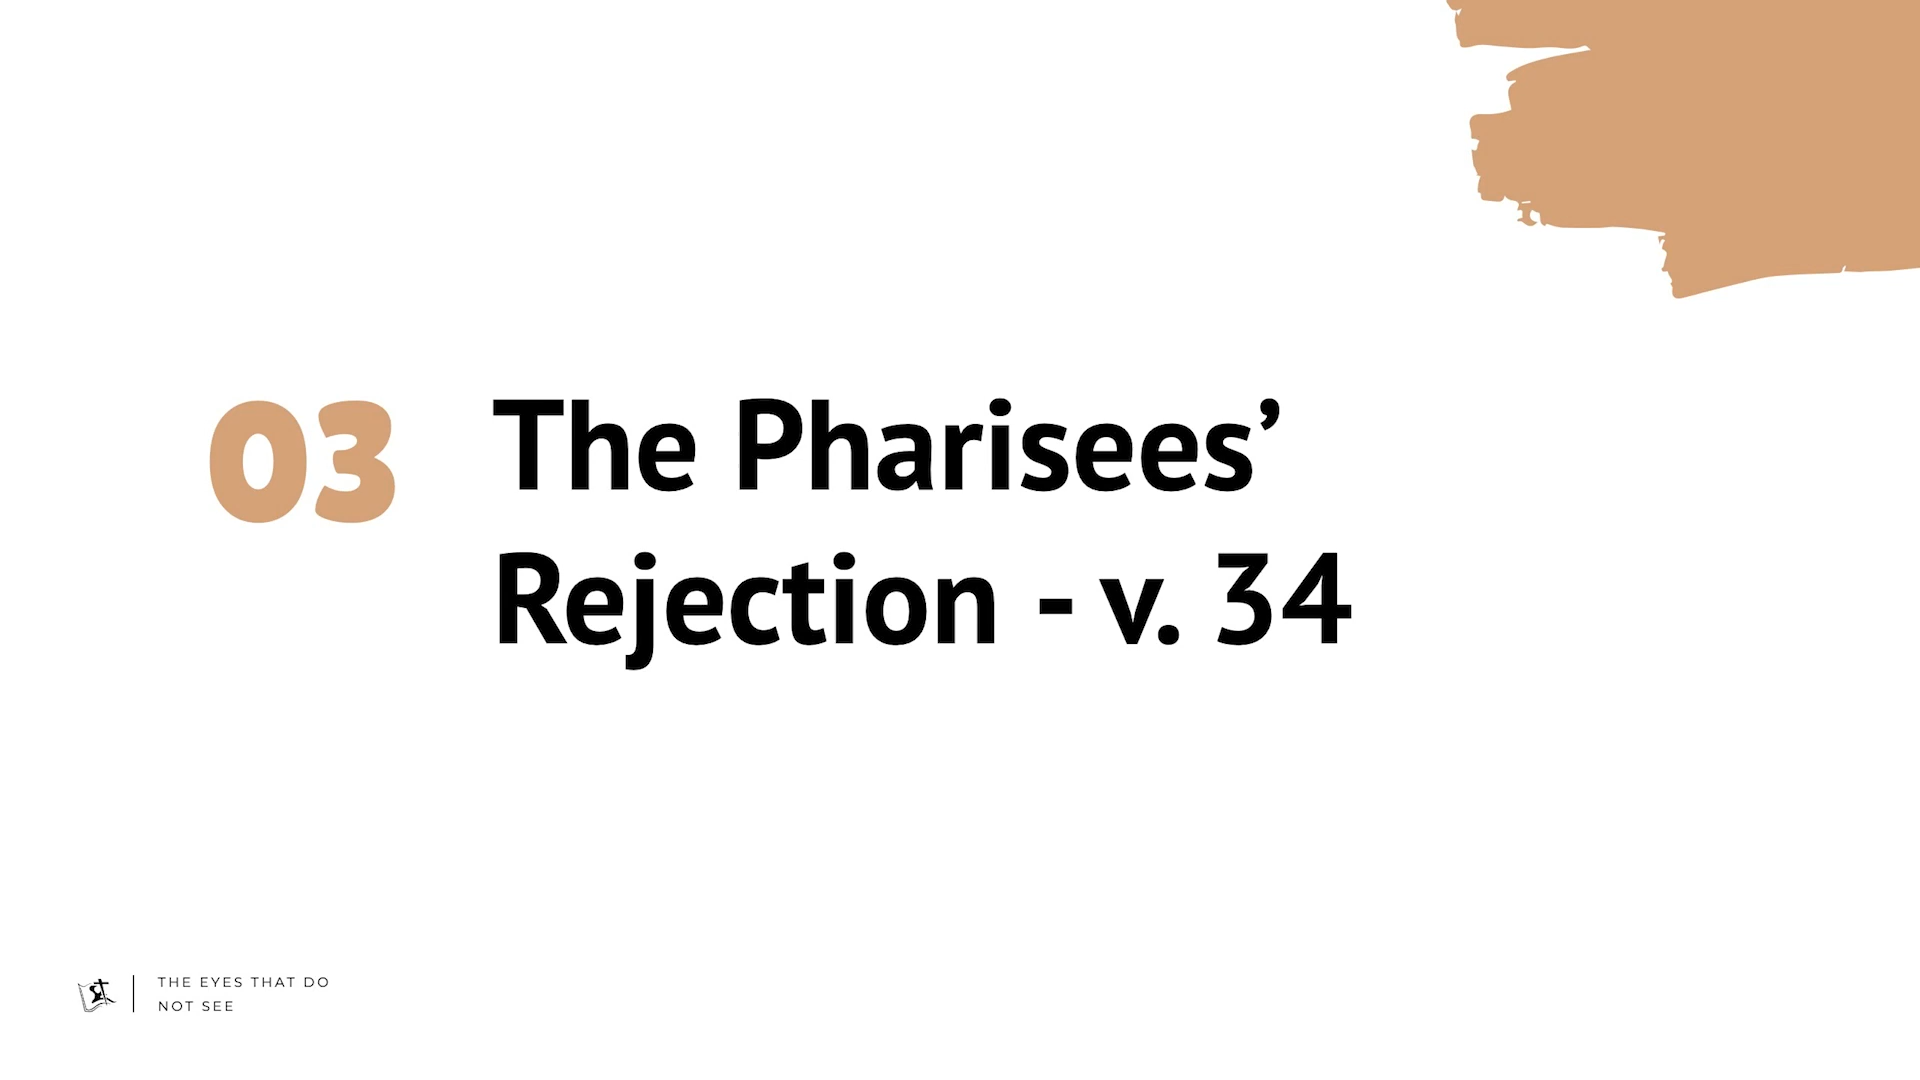 03
The Pharisees’
Rejection - v. 34
THE EYES THAT DO
NOT SEE